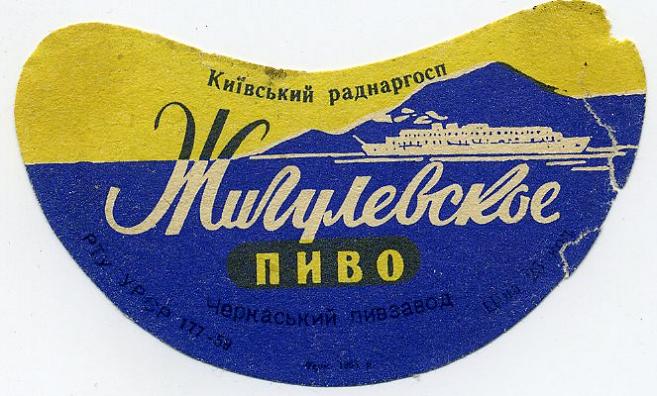 Київський раднаргосп
Жигулевское
ПИВО
РТУ УРСР 177-59
Черкаський пивзавод